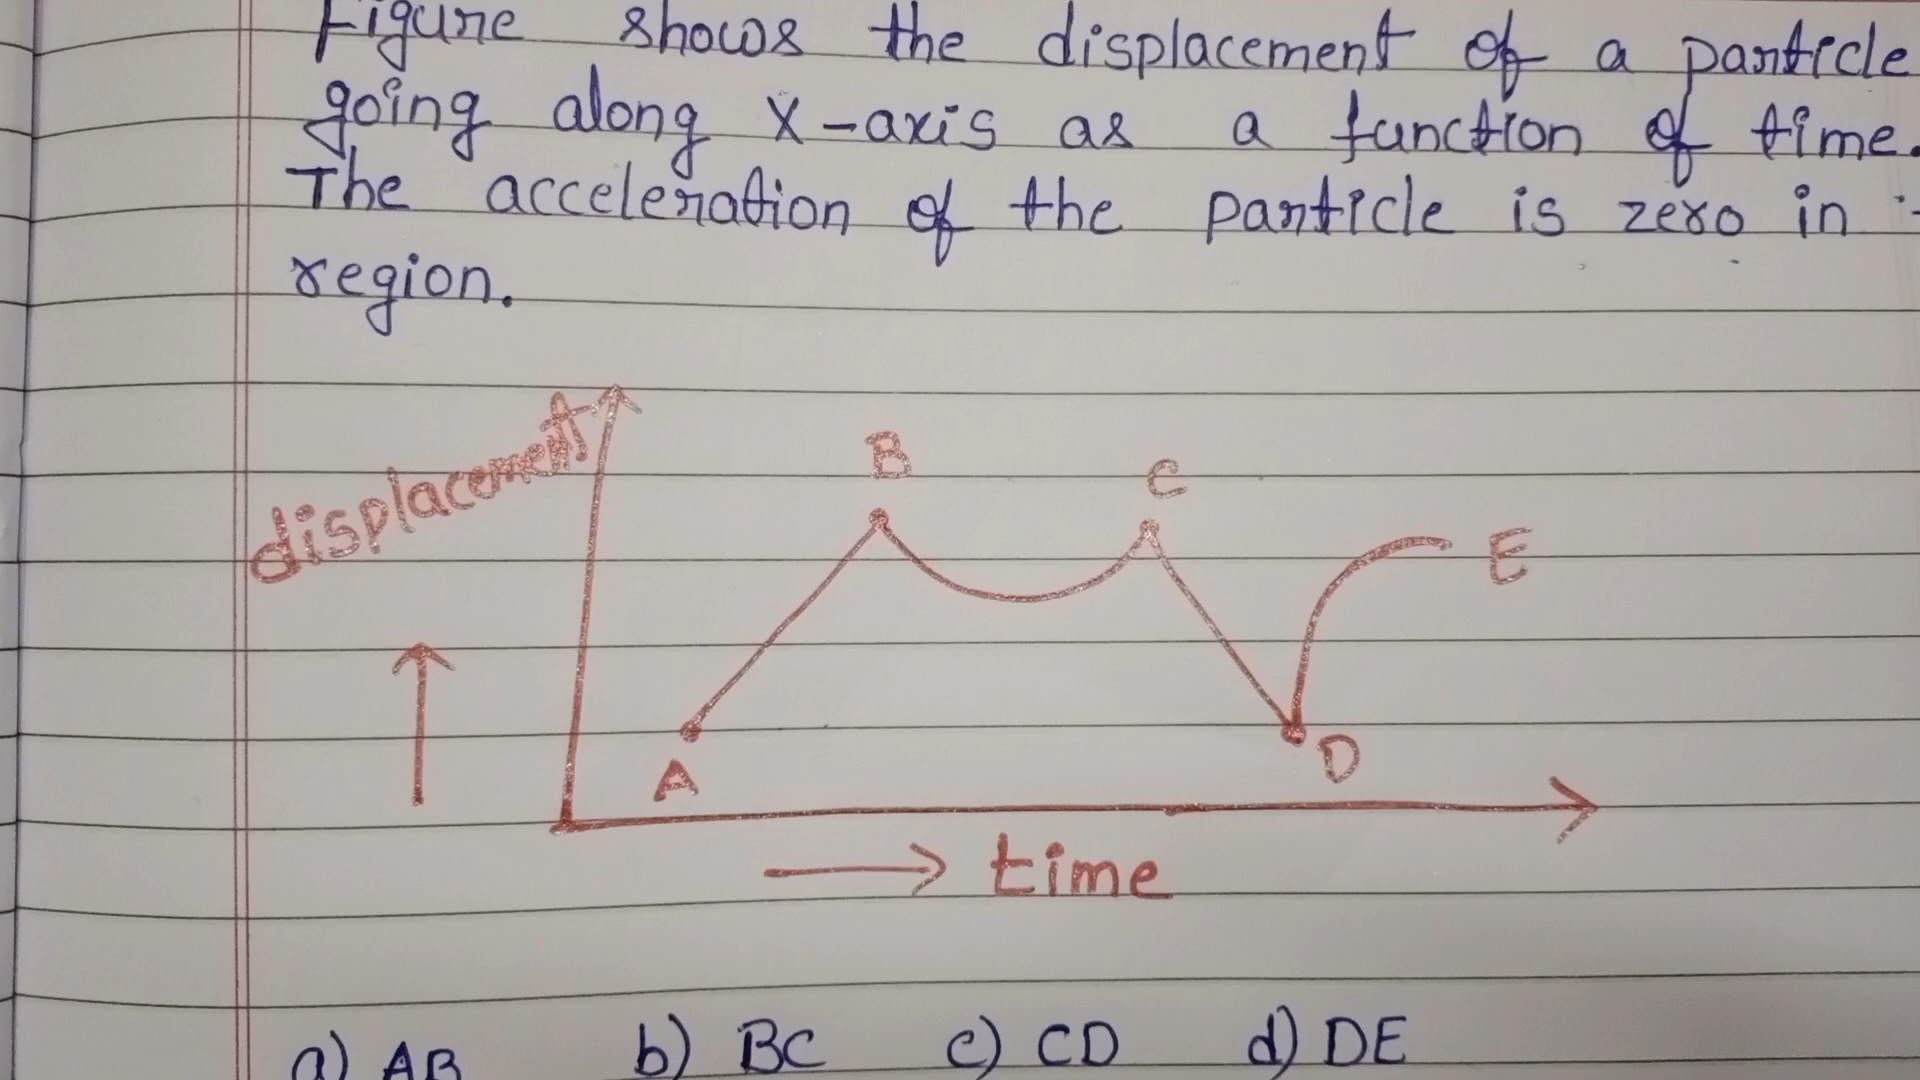 Figure shows the displacement of a particle
going along X-axis as a function of time.
The acceleration of the particle is zero in
region.
displacement
B
C
E
A
D
time
a) AB b) BC c) CD d) DE